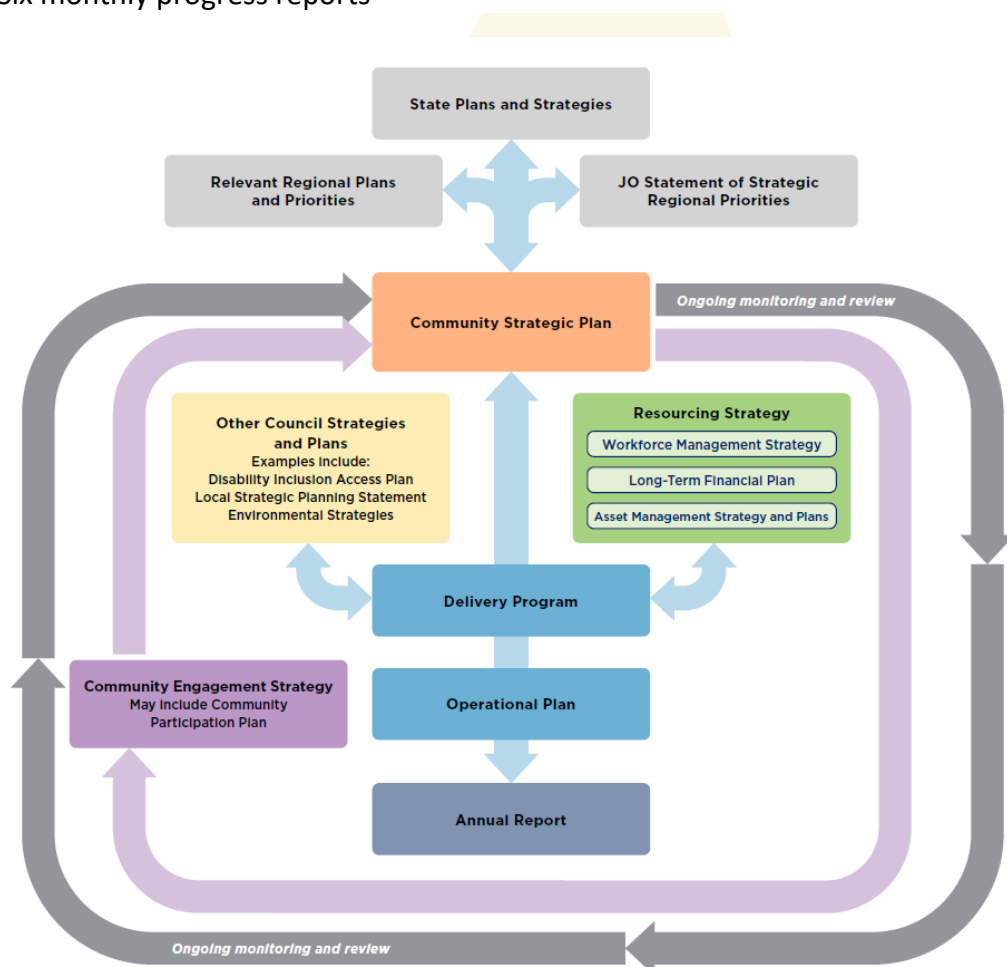 Six monthly progress reports
State Plans and Strategies
Relevant Regional Plans
and Priorities
JO Statement of Strategic
Regional Priorities
Community Strategic Plan
Ongoing monitoring and review
Other Council Strategies
and Plans
Examples Include:
Disability Inclusion Access Plan
Local Strategic Planning Statement
Environmental Strategies
Resourcing Strategy
Workforce Management Strategy
Long-Term Financial Plan
Asset Management Strategy and Plans
Delivery Program
Community Engagement Strategy
May Include Community
Participation Plan
Operational Plan
Annual Report
Ongoing monitoring and review